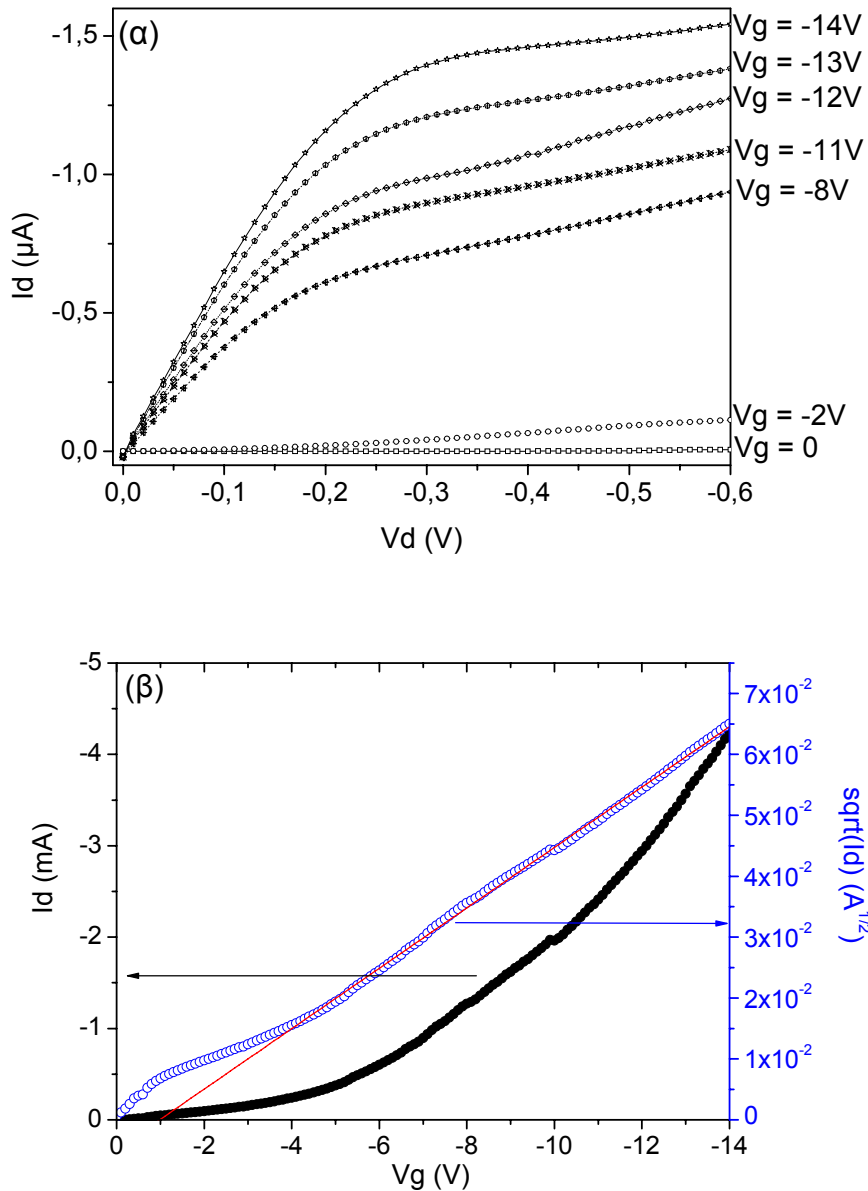 (α)
Id (μA)
-1,5
-1,0
-0,5
0,0
Vg = -14V
Vg = -13V
Vg = -12V
Vg = -11V
Vg = -8V
Vg = -2V
Vg = 0
0,0 -0,1 -0,2 -0,3 -0,4 -0,5 -0,6
Vd (V)
(β)
Id (mA)
-5
-4
-3
-2
-1
0
7x10⁻²
6x10⁻²
5x10⁻²
4x10⁻²
3x10⁻²
2x10⁻²
1x10⁻²
0
sqrt(Id) (A^1/2)
0 -2 -4 -6 -8 -10 -12 -14
Vg (V)